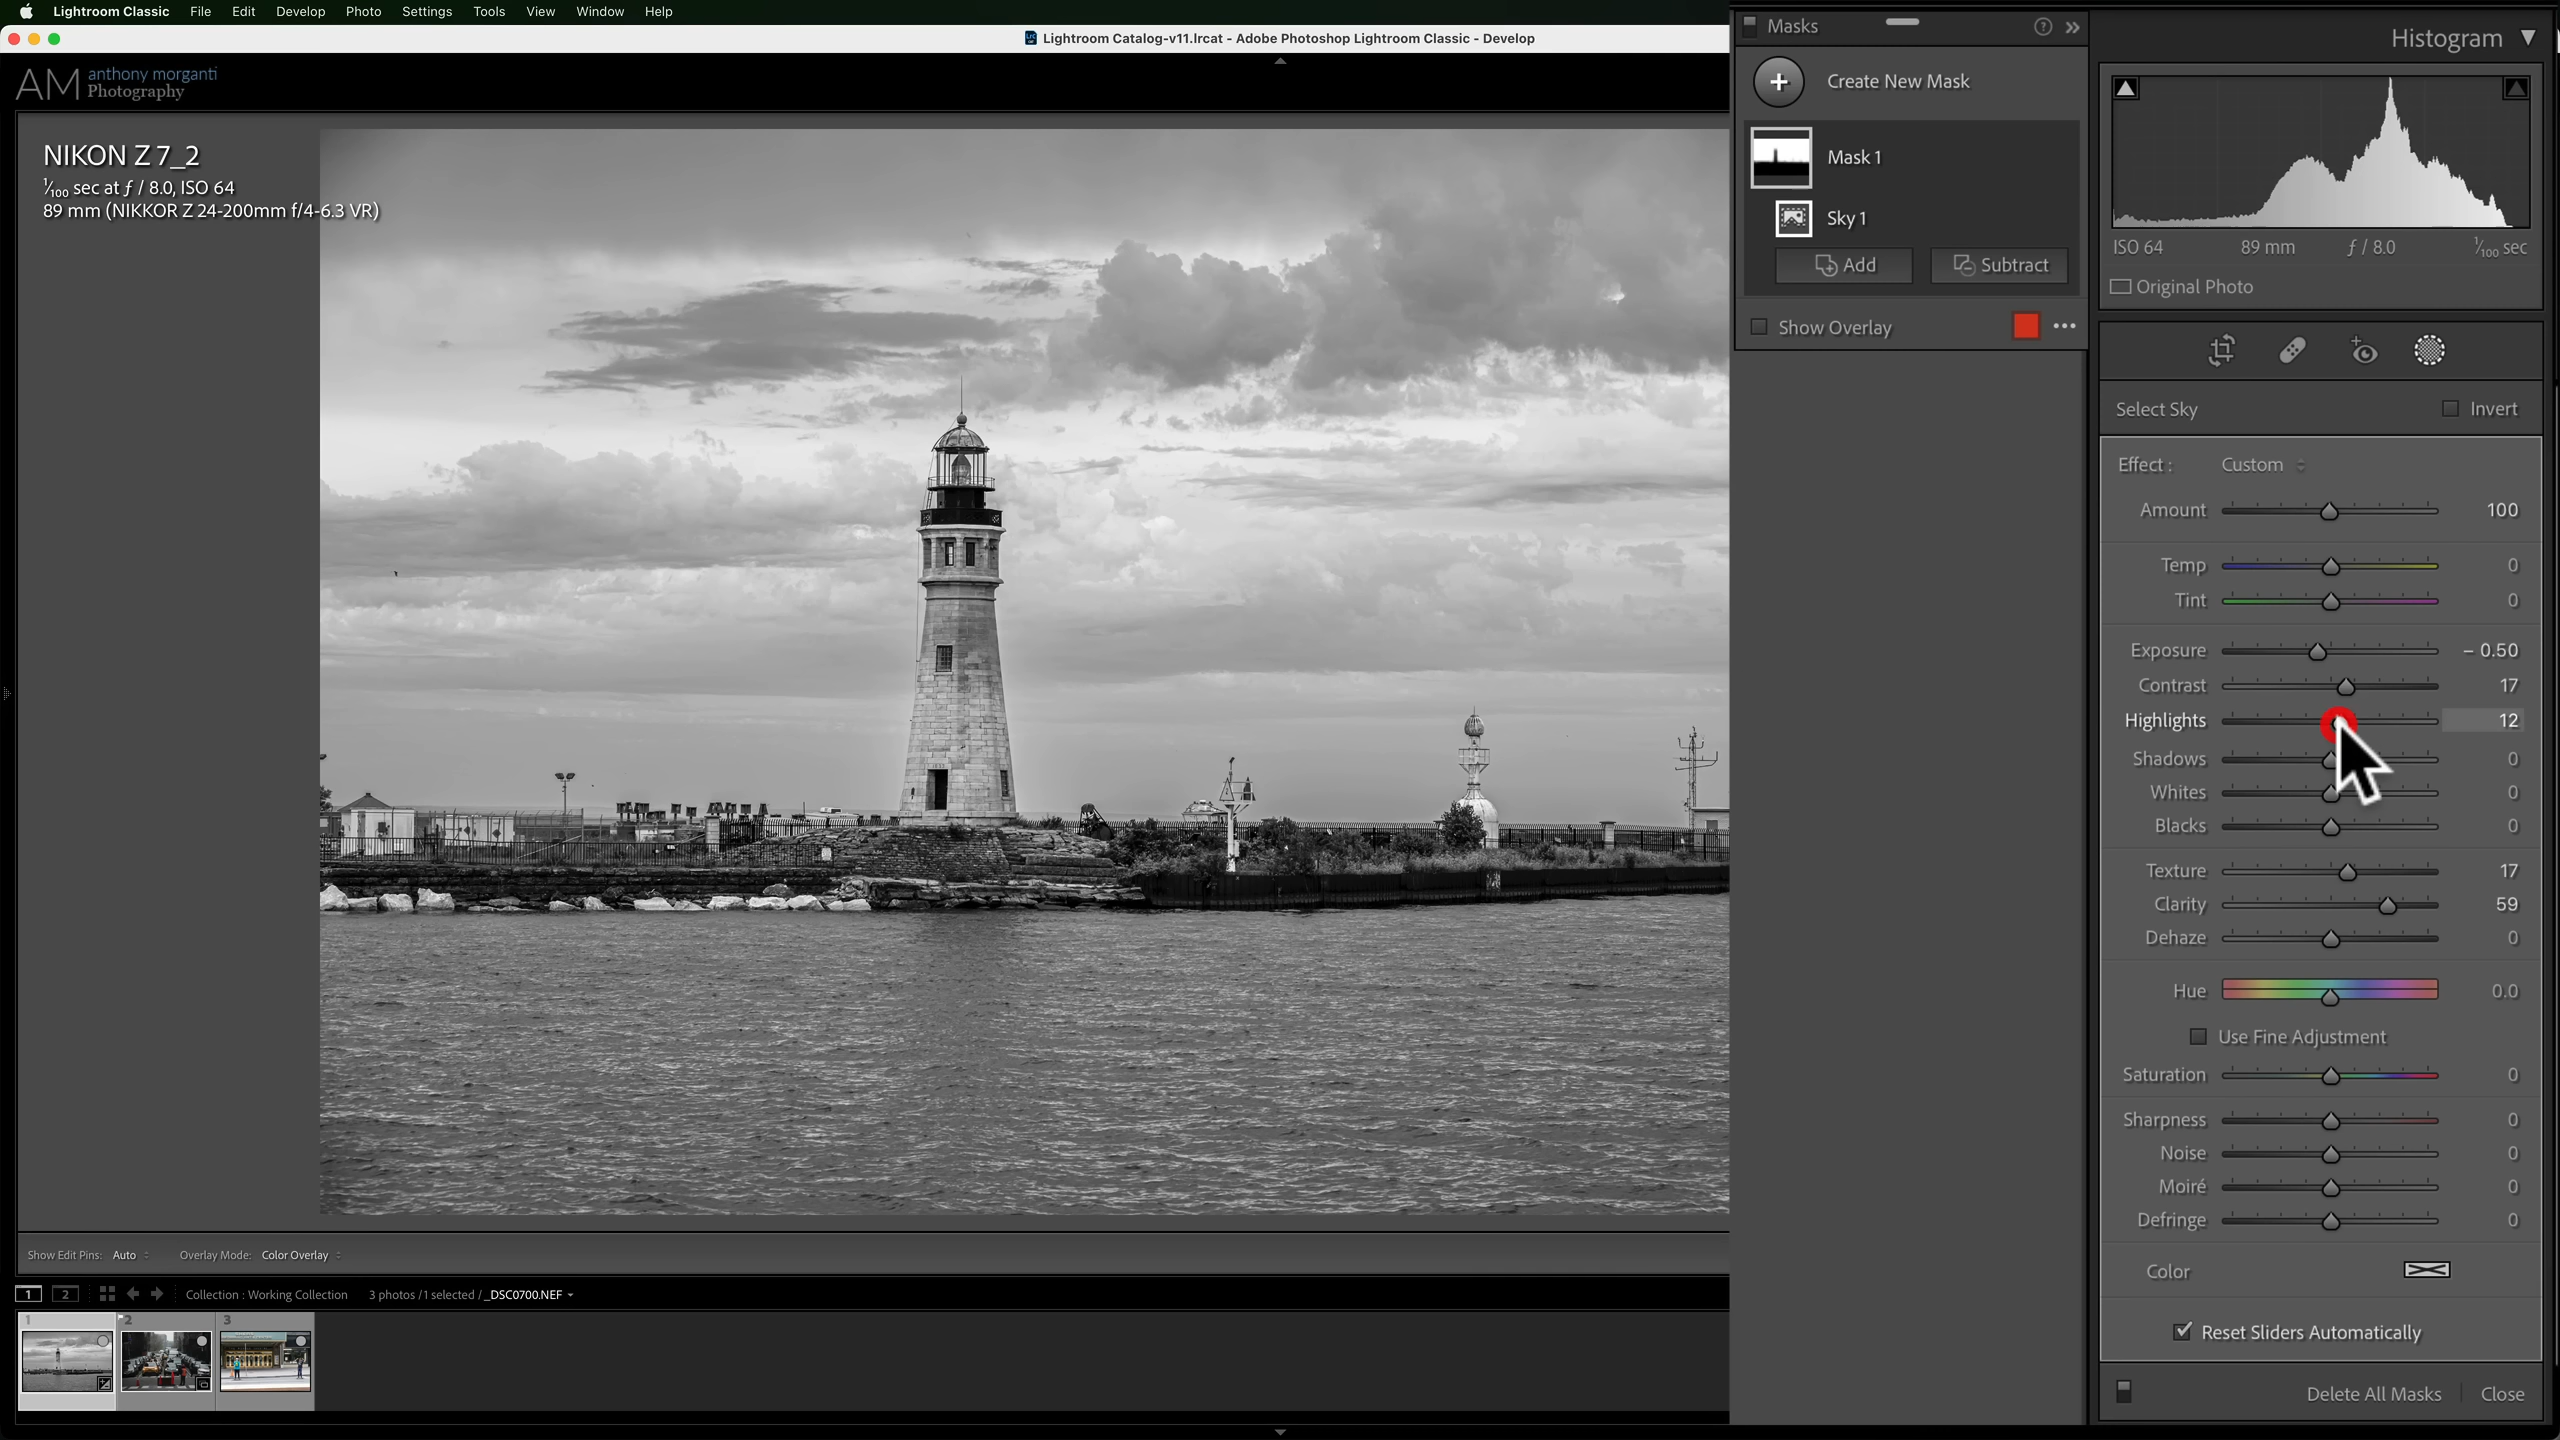 Lightroom Classic File Edit Develop Photo Settings Tools View Window Help
Lightroom Catalog-v11.lrcat - Adobe Photoshop Lightroom Classic - Develop
AM anthony morganti
Photography
NIKON Z 7_2
1/100 sec at ƒ / 8.0, ISO 64
89 mm (NIKKOR Z 24-200mm f/4-6.3 VR)
Masks
Create New Mask
Mask 1
Sky 1
Add Subtract
Show Overlay
Histogram
ISO 64 89 mm ƒ / 8.0 1/100 sec
Original Photo
Select Sky Invert
Effect : Custom
Amount 100
Temp 0
Tint 0
Exposure – 0.50
Contrast 17
Highlights 12
Shadows 0
Whites 0
Blacks 0
Texture 17
Clarity 59
Dehaze 0
Hue 0.0
Use Fine Adjustment
Saturation 0
Sharpness 0
Noise 0
Moiré 0
Defringe 0
Color
Reset Sliders Automatically
Delete All Masks Close
Show Edit Pins: Auto Overlay Mode: Color Overlay
1 2 Collection : Working Collection 3 photos / 1 selected / _DSC0700.NEF
1 2 3